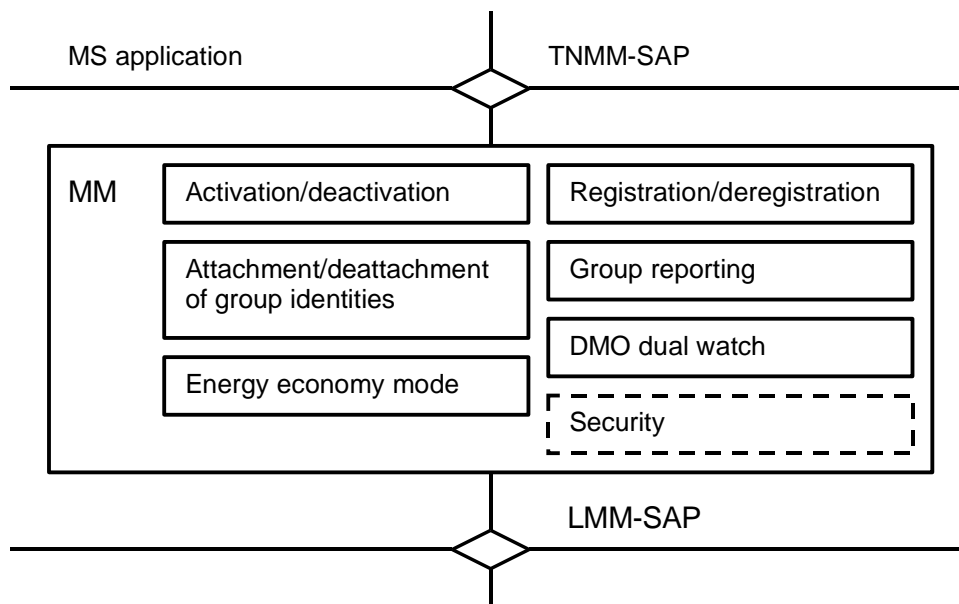 MS application
TNMM-SAP
MM
Activation/deactivation
Registration/deregistration
Attachment/deattachment
of group identities
Group reporting
DMO dual watch
Energy economy mode
Security
LMM-SAP